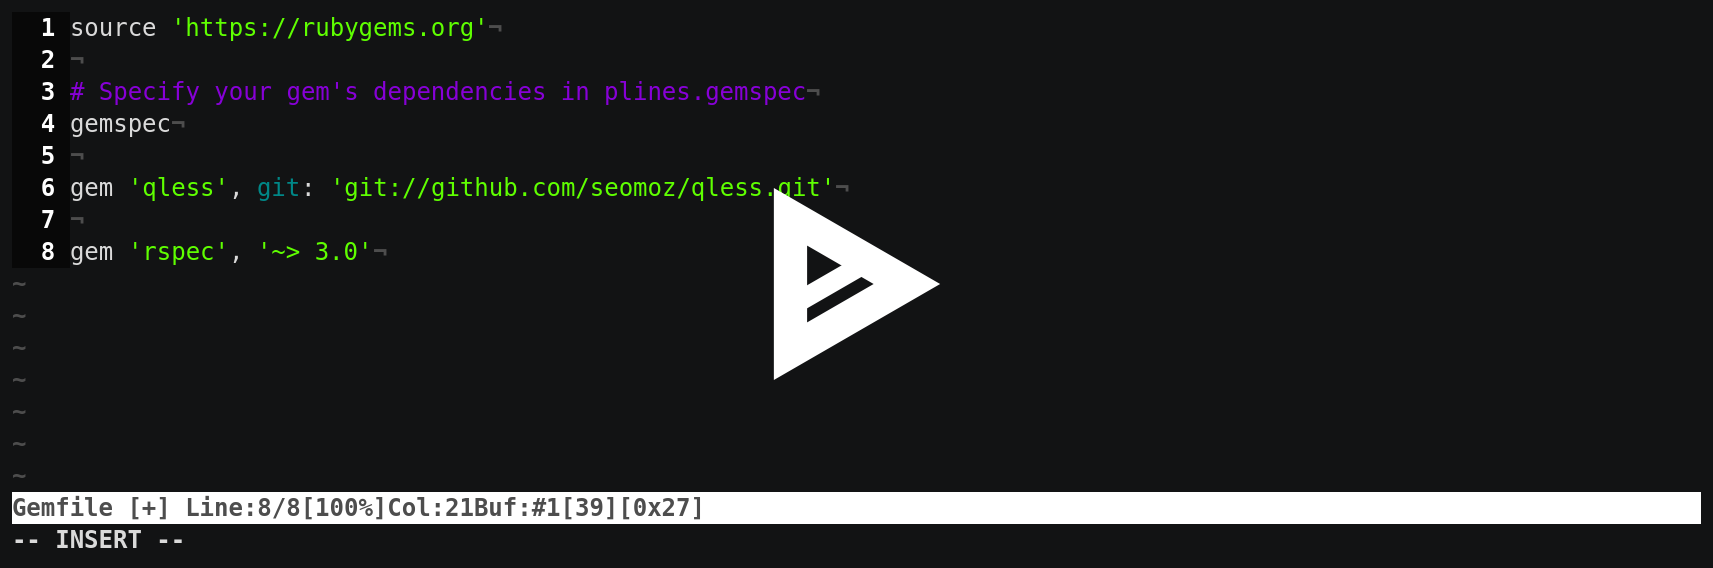 1 source 'https://rubygems.org'¬
2 ¬
3 # Specify your gem's dependencies in plines.gemspec¬
4 gemspec¬
5 ¬
6 gem 'qless', git: 'git://github.com/seomoz/qless.git'¬
7 ¬
8 gem 'rspec', '~> 3.0'¬
~
~
~
~
~
~
~
Gemfile [+] Line:8/8[100%]Col:21Buf:#1[39][0x27]
-- INSERT --